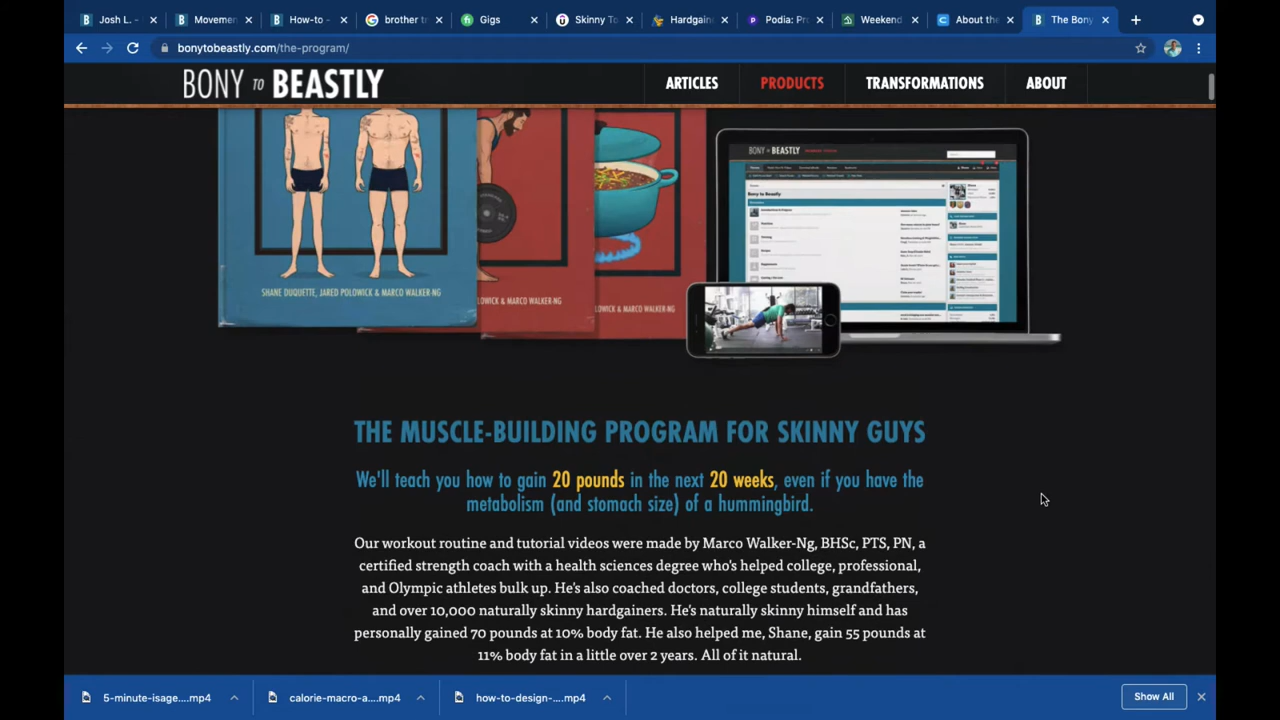 Josh L. -
Movemen
How-to -
brother tr
Gigs
Skinny To
Hardgain
Podia: Pr
Weekend
About the
The Bony
bonytobeastly.com/the-program/
BONY TO BEASTLY
ARTICLES
PRODUCTS
TRANSFORMATIONS
ABOUT
SHANE DUQUETTE, JARED POLOWICK & MARCO WALKER-NG
LOWICK & MARCO WALKER-NG
LOWICK & MARCO WALKER-NG
BONY TO BEASTLY
THE MUSCLE-BUILDING PROGRAM FOR SKINNY GUYS
We'll teach you how to gain 20 pounds in the next 20 weeks, even if you have the
metabolism (and stomach size) of a hummingbird.
Our workout routine and tutorial videos were made by Marco Walker-Ng, BHSc, PTS, PN, a
certified strength coach with a health sciences degree who's helped college, professional,
and Olympic athletes bulk up. He's also coached doctors, college students, grandfathers,
and over 10,000 naturally skinny hardgainers. He's naturally skinny himself and has
personally gained 70 pounds at 10% body fat. He also helped me, Shane, gain 55 pounds at
11% body fat in a little over 2 years. All of it natural.
5-minute-isage....mp4
calorie-macro-a....mp4
how-to-design-....mp4
Show All